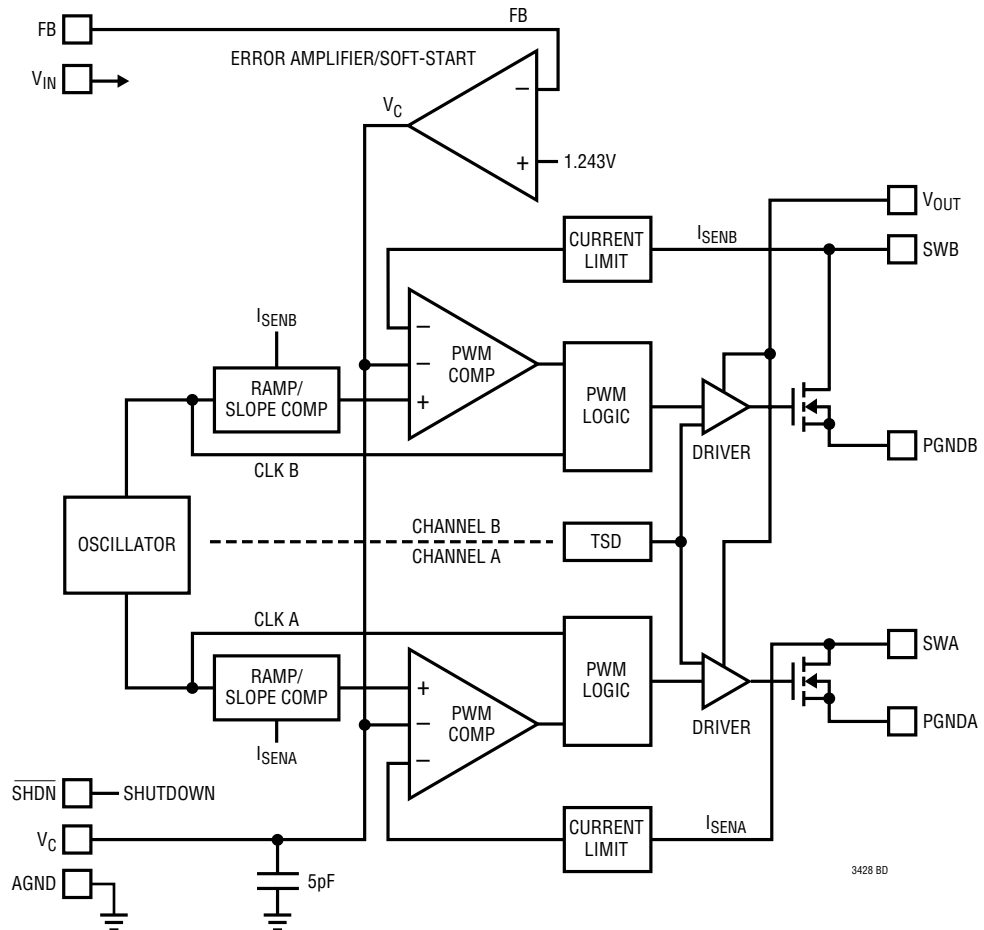 FB
FB
ERROR AMPLIFIER/SOFT-START
VIN
VC
−
+
1.243V
VOUT
CURRENT
LIMIT
ISENB
SWB
ISENB
−
−
+
PWM
COMP
RAMP/
SLOPE COMP
PWM
LOGIC
DRIVER
PGNDB
CLK B
OSCILLATOR
CHANNEL B
CHANNEL A
TSD
CLK A
SWA
RAMP/
SLOPE COMP
+
−
−
PWM
COMP
PWM
LOGIC
DRIVER
PGNDA
ISENA
SHDN
SHUTDOWN
CURRENT
LIMIT
ISENA
VC
AGND
5pF
3428 BD